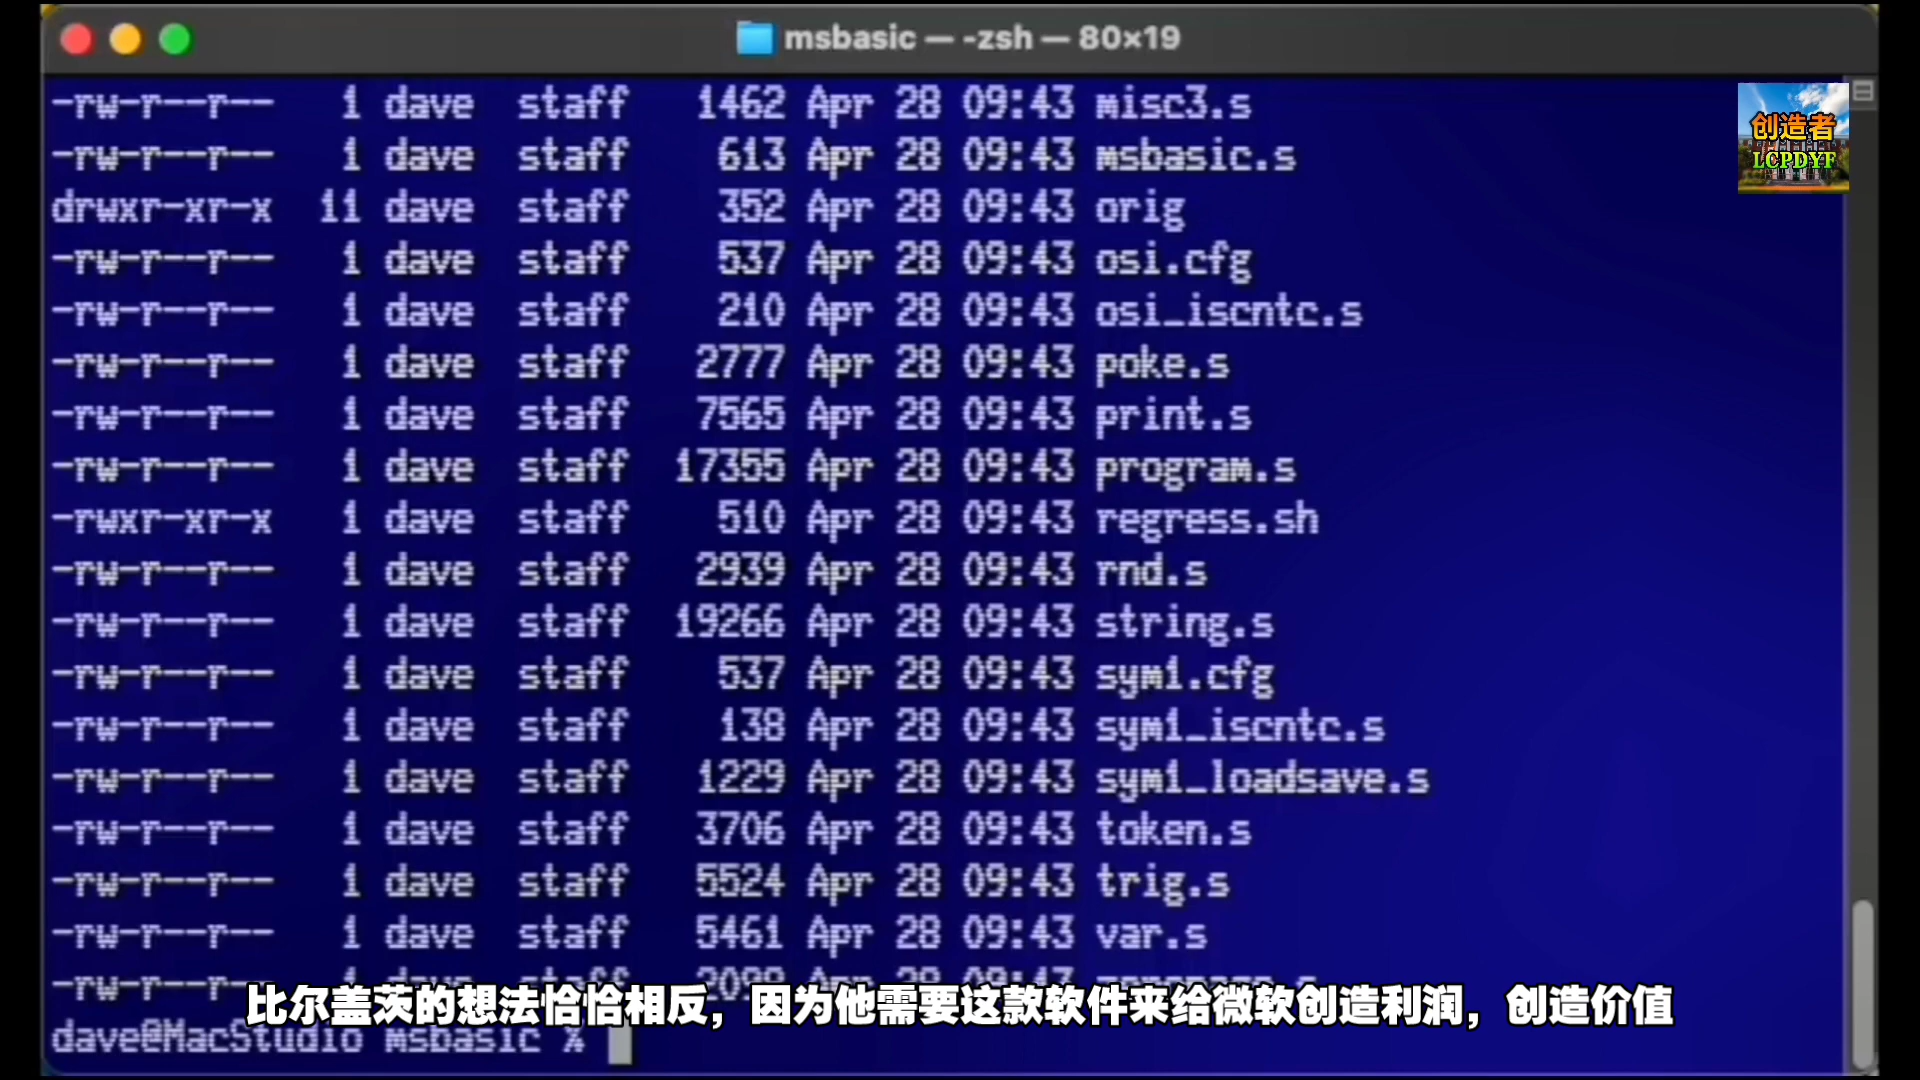 msbasic — -zsh — 80×19
-rw-r--r-- 1 dave staff 1462 Apr 28 09:43 misc3.s
-rw-r--r-- 1 dave staff 613 Apr 28 09:43 msbasic.s
drwxr-xr-x 11 dave staff 352 Apr 28 09:43 orig
-rw-r--r-- 1 dave staff 537 Apr 28 09:43 osi.cfg
-rw-r--r-- 1 dave staff 210 Apr 28 09:43 osi_iscntc.s
-rw-r--r-- 1 dave staff 2777 Apr 28 09:43 poke.s
-rw-r--r-- 1 dave staff 7565 Apr 28 09:43 print.s
-rw-r--r-- 1 dave staff 17355 Apr 28 09:43 program.s
-rwxr-xr-x 1 dave staff 510 Apr 28 09:43 regress.sh
-rw-r--r-- 1 dave staff 2939 Apr 28 09:43 rnd.s
-rw-r--r-- 1 dave staff 19266 Apr 28 09:43 string.s
-rw-r--r-- 1 dave staff 537 Apr 28 09:43 sym1.cfg
-rw-r--r-- 1 dave staff 138 Apr 28 09:43 sym1_iscntc.s
-rw-r--r-- 1 dave staff 1229 Apr 28 09:43 sym1_loadsave.s
-rw-r--r-- 1 dave staff 3706 Apr 28 09:43 token.s
-rw-r--r-- 1 dave staff 5524 Apr 28 09:43 trig.s
-rw-r--r-- 1 dave staff 5461 Apr 28 09:43 var.s
-rw-r--r-- 1 dave staff Apr 28 09:43
dave@MacStudio msbasic %
比尔盖茨的想法恰恰相反，因为他需要这款软件来给微软创造利润，创造价值
创造者
LCPDYF